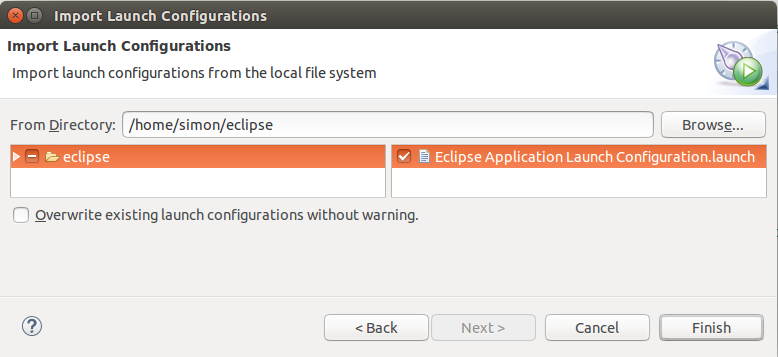 Import Launch Configurations
Import Launch Configurations
Import launch configurations from the local file system
From Directory: /home/simon/eclipse Browse...
eclipse Eclipse Application Launch Configuration.launch
Overwrite existing launch configurations without warning.
? < Back Next > Cancel Finish